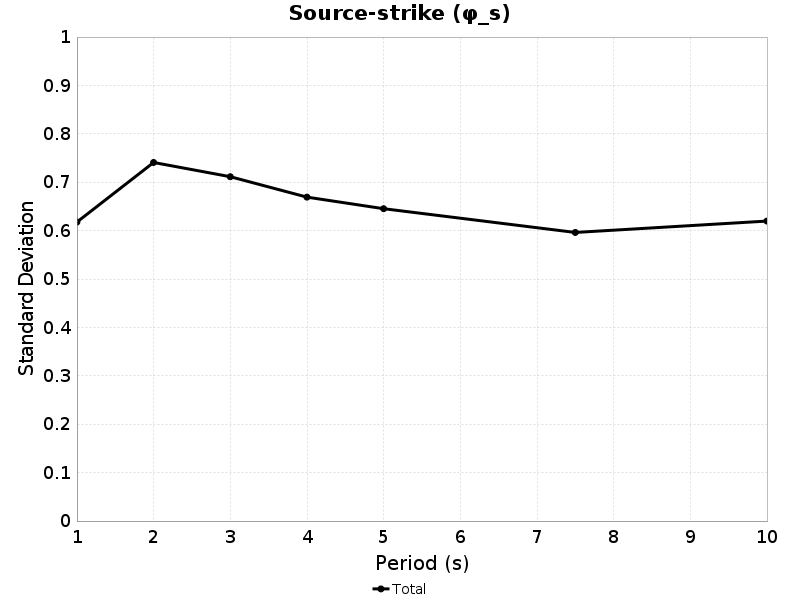 Source-strike (φ_s)
1
0.9
0.8
0.7
0.6
0.5
0.4
0.3
0.2
0.1
0
Standard Deviation
1 2 3 4 5 6 7 8 9 10
Period (s)
Total